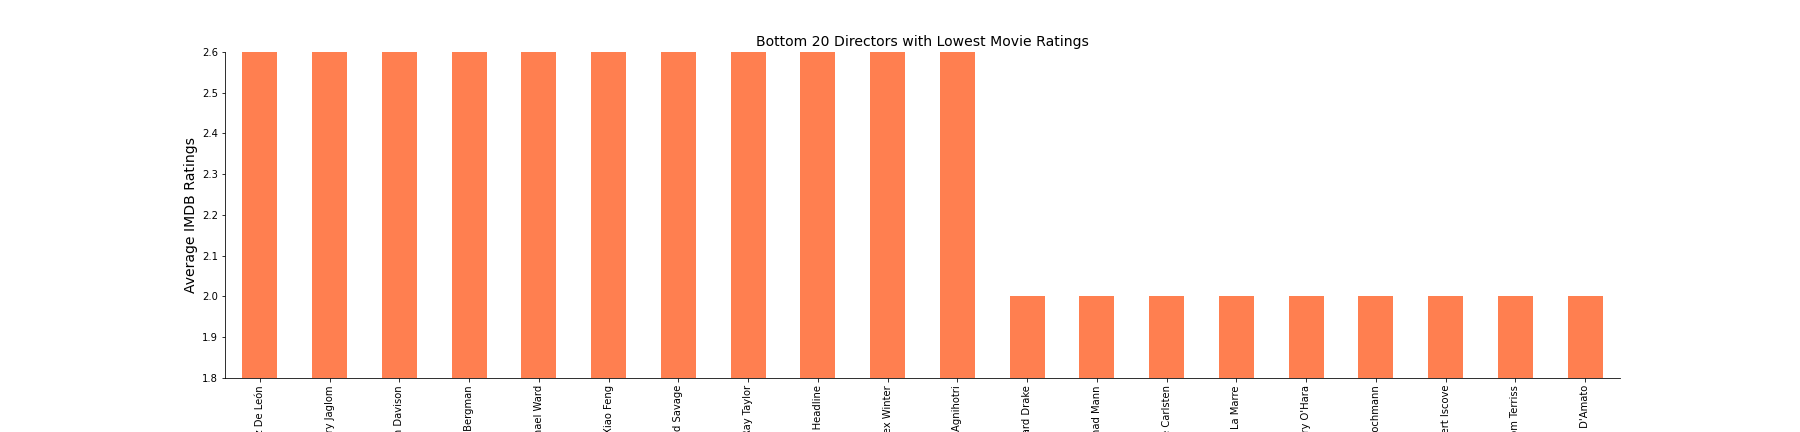 Bottom 20 Directors with Lowest Movie Ratings
Average IMDB Ratings
2.6
2.5
2.4
2.3
2.2
2.1
2.0
1.9
1.8
De León
Jaglom
Davison
Bergman
Ward
Xiao Feng
Savage
Taylor
Headline
Winter
Agnihotri
Drake
Mann
Carlsten
La Marre
O'Hara
Iscove
Terriss
D'Amato